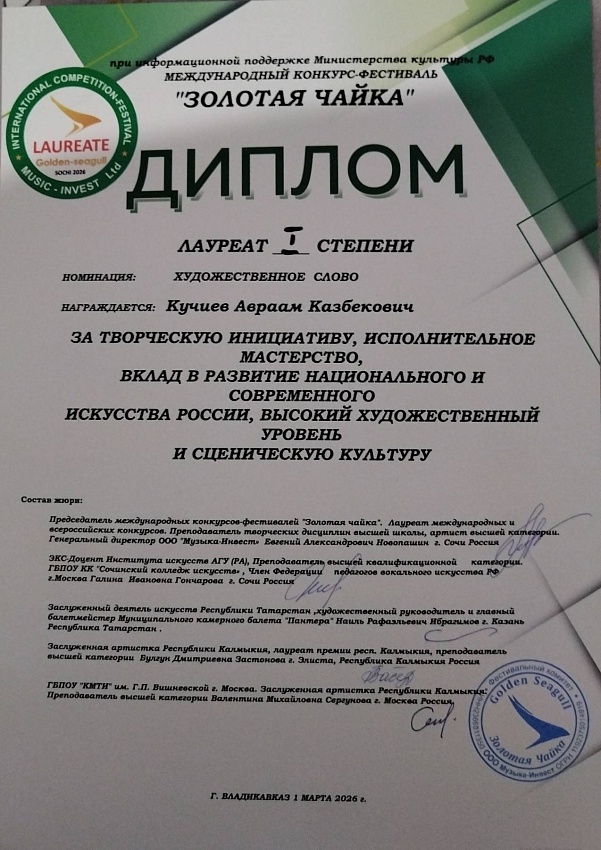 при информационной поддержке Министерства культуры РФ
МЕЖДУНАРОДНЫЙ КОНКУРС-ФЕСТИВАЛЬ
"ЗОЛОТАЯ ЧАЙКА"
INTERNATIONAL COMPETITION-FESTIVAL
LAUREATE
Golden-seagull
SOCHI 2026
MUSIC - INVEST Ltd
ДИПЛОМ
ЛАУРЕАТ I СТЕПЕНИ
НОМИНАЦИЯ: ХУДОЖЕСТВЕННОЕ СЛОВО
НАГРАЖДАЕТСЯ: Кучиев Авраам Казбекович
ЗА ТВОРЧЕСКУЮ ИНИЦИАТИВУ, ИСПОЛНИТЕЛЬНОЕ
МАСТЕРСТВО,
ВКЛАД В РАЗВИТИЕ НАЦИОНАЛЬНОГО И
СОВРЕМЕННОГО
ИСКУССТВА РОССИИ, ВЫСОКИЙ ХУДОЖЕСТВЕННЫЙ
УРОВЕНЬ
И СЦЕНИЧЕСКУЮ КУЛЬТУРУ
Состав жюри:
Председатель международных конкурсов-фестивалей "Золотая чайка". Лауреат международных и
всероссийских конкурсов. Преподаватель творческих дисциплин высшей школы, артист высшей категории.
Генеральный директор ООО "Музыка-Инвест" Евгений Александрович Новопашин г. Сочи Россия
ЭКС-Доцент Института искусств АГУ (РА), Преподаватель высшей квалификационной категории.
ГБПОУ КК "Сочинский колледж искусств" , Член Федерации педагогов вокального искусства РФ
г.Москва Галина Ивановна Гончарова г. Сочи Россия
Заслуженный деятель искусств Республики Татарстан ,художественный руководитель и главный
балетмейстер Муниципального камерного балета "Пантера" Наиль Рафаэльевич Ибрагимов г. Казань
Республика Татарстан .
Заслуженная артистка Республики Калмыкия, лауреат премии респ. Калмыкия, преподаватель
высшей категории Булгун Дмитриевна Застонова г. Элиста, Республика Калмыкия Россия
ГБПОУ "КМТИ" им. Г.П. Вишневской г. Москва. Заслуженная артистка Республики Калмыкия.
Преподаватель высшей категории Валентина Михайловна Сергунова г. Москва Россия
Фестивальный комитет
Golden Seagull
Золотая Чайка
ООО Музыка-Инвест ОГРН
Г. ВЛАДИКАВКАЗ 1 МАРТА 2026 г.